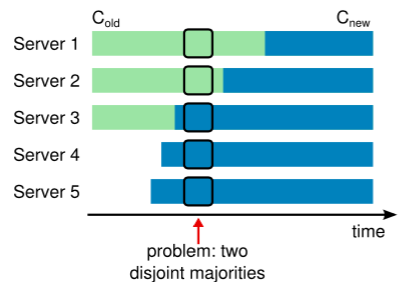 C_old C_new
Server 1
Server 2
Server 3
Server 4
Server 5
time
problem: two
disjoint majorities